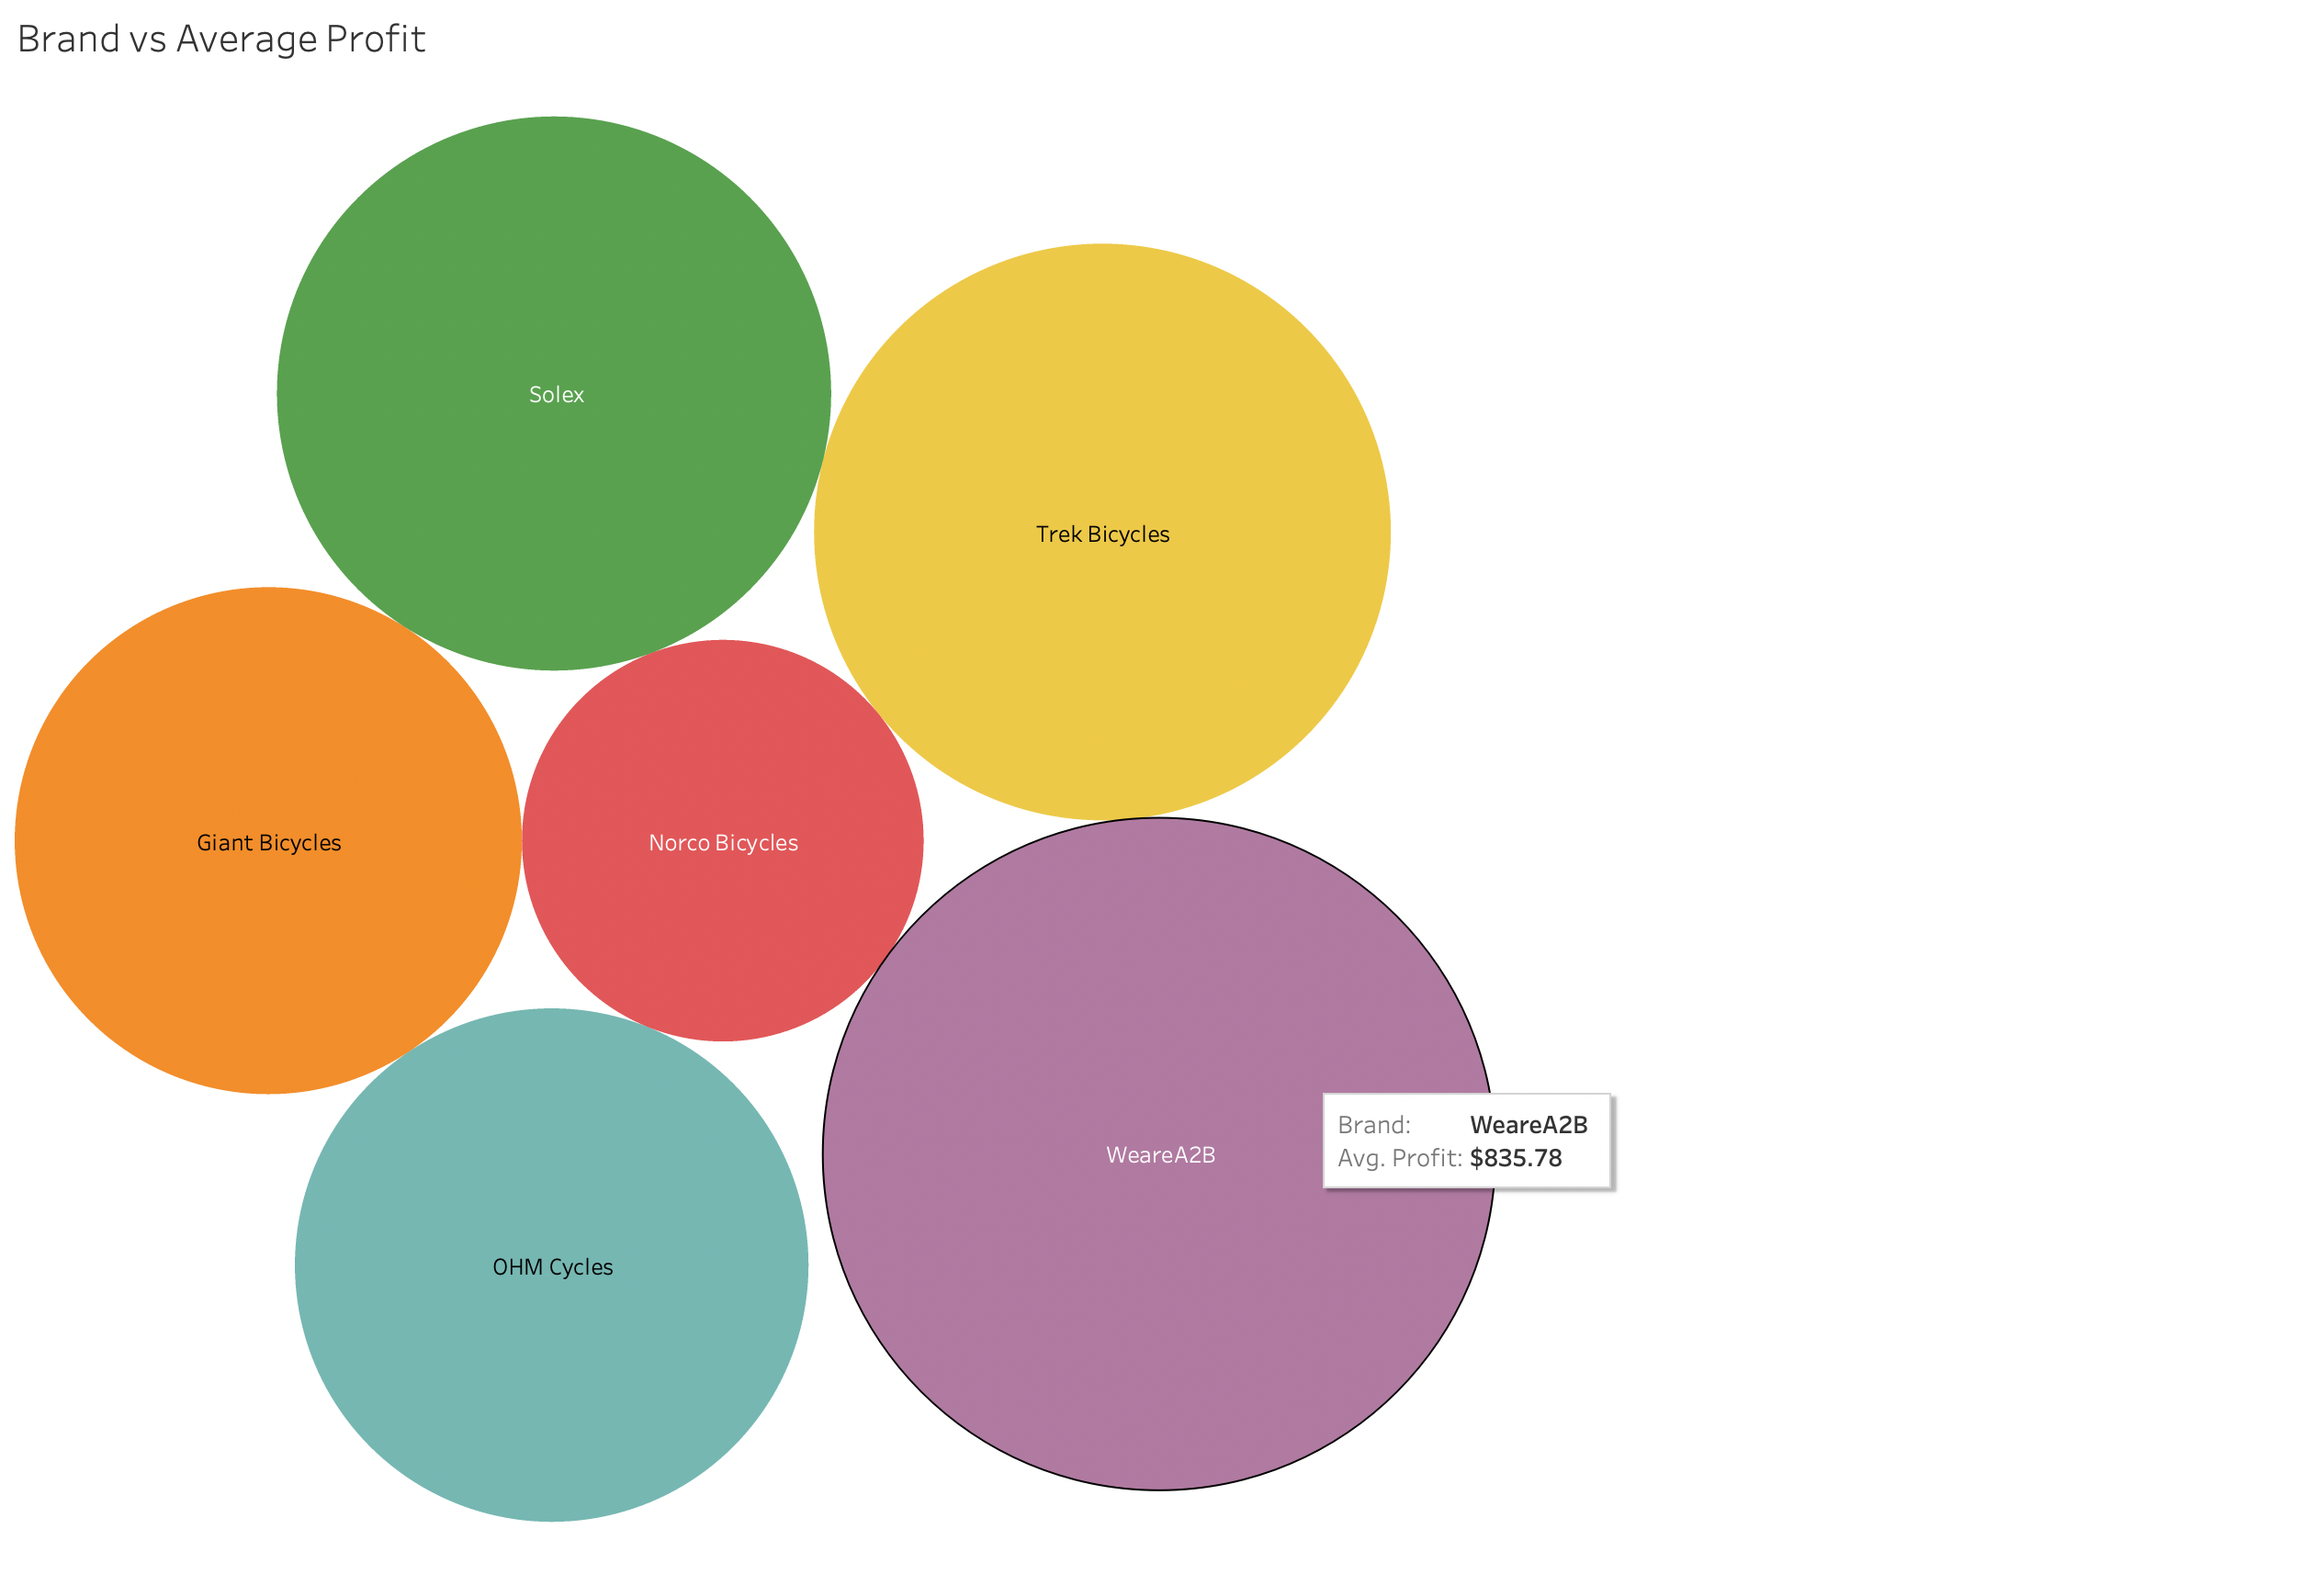 Brand vs Average Profit
Solex
Trek Bicycles
Giant Bicycles
Norco Bicycles
Brand: WeareA2B
Avg. Profit: $835.78
WeareA2B
OHM Cycles